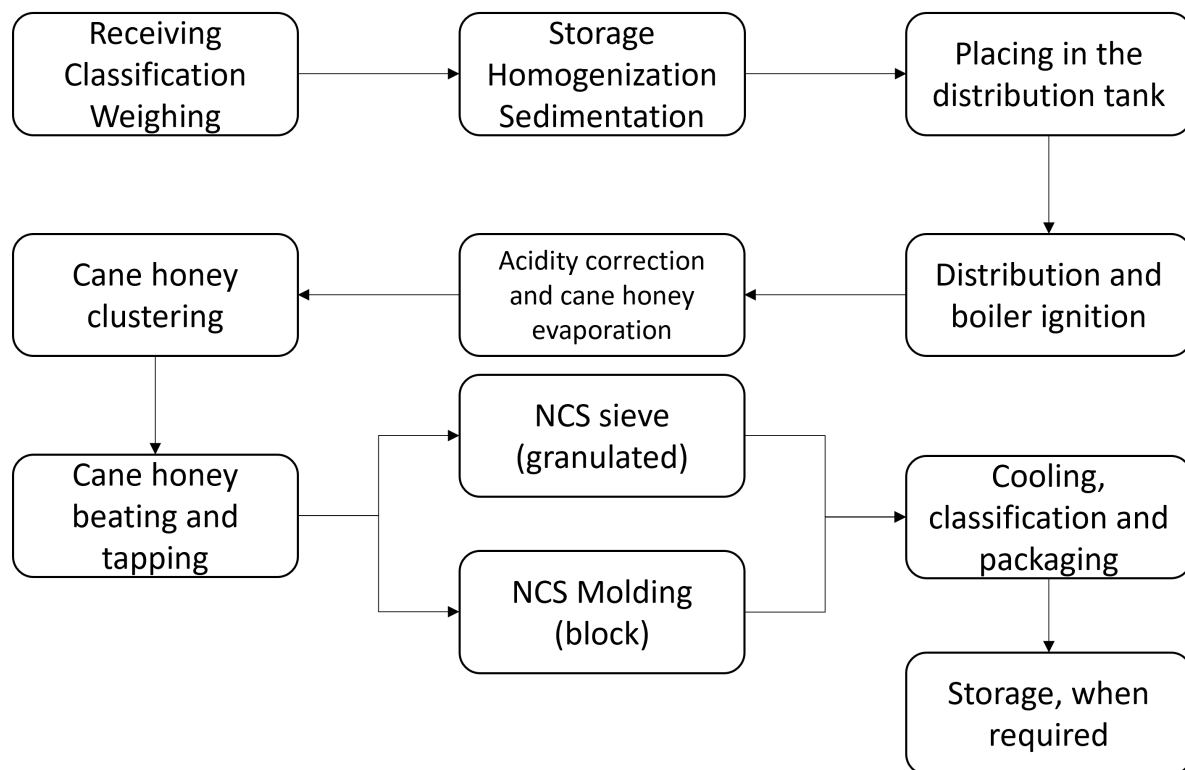 Receiving
Classification
Weighing
Storage
Homogenization
Sedimentation
Placing in the
distribution tank
Distribution and
boiler ignition
Acidity correction
and cane honey
evaporation
Cane honey
clustering
Cane honey
beating and
tapping
NCS sieve
(granulated)
NCS Molding
(block)
Cooling,
classification and
packaging
Storage, when
required